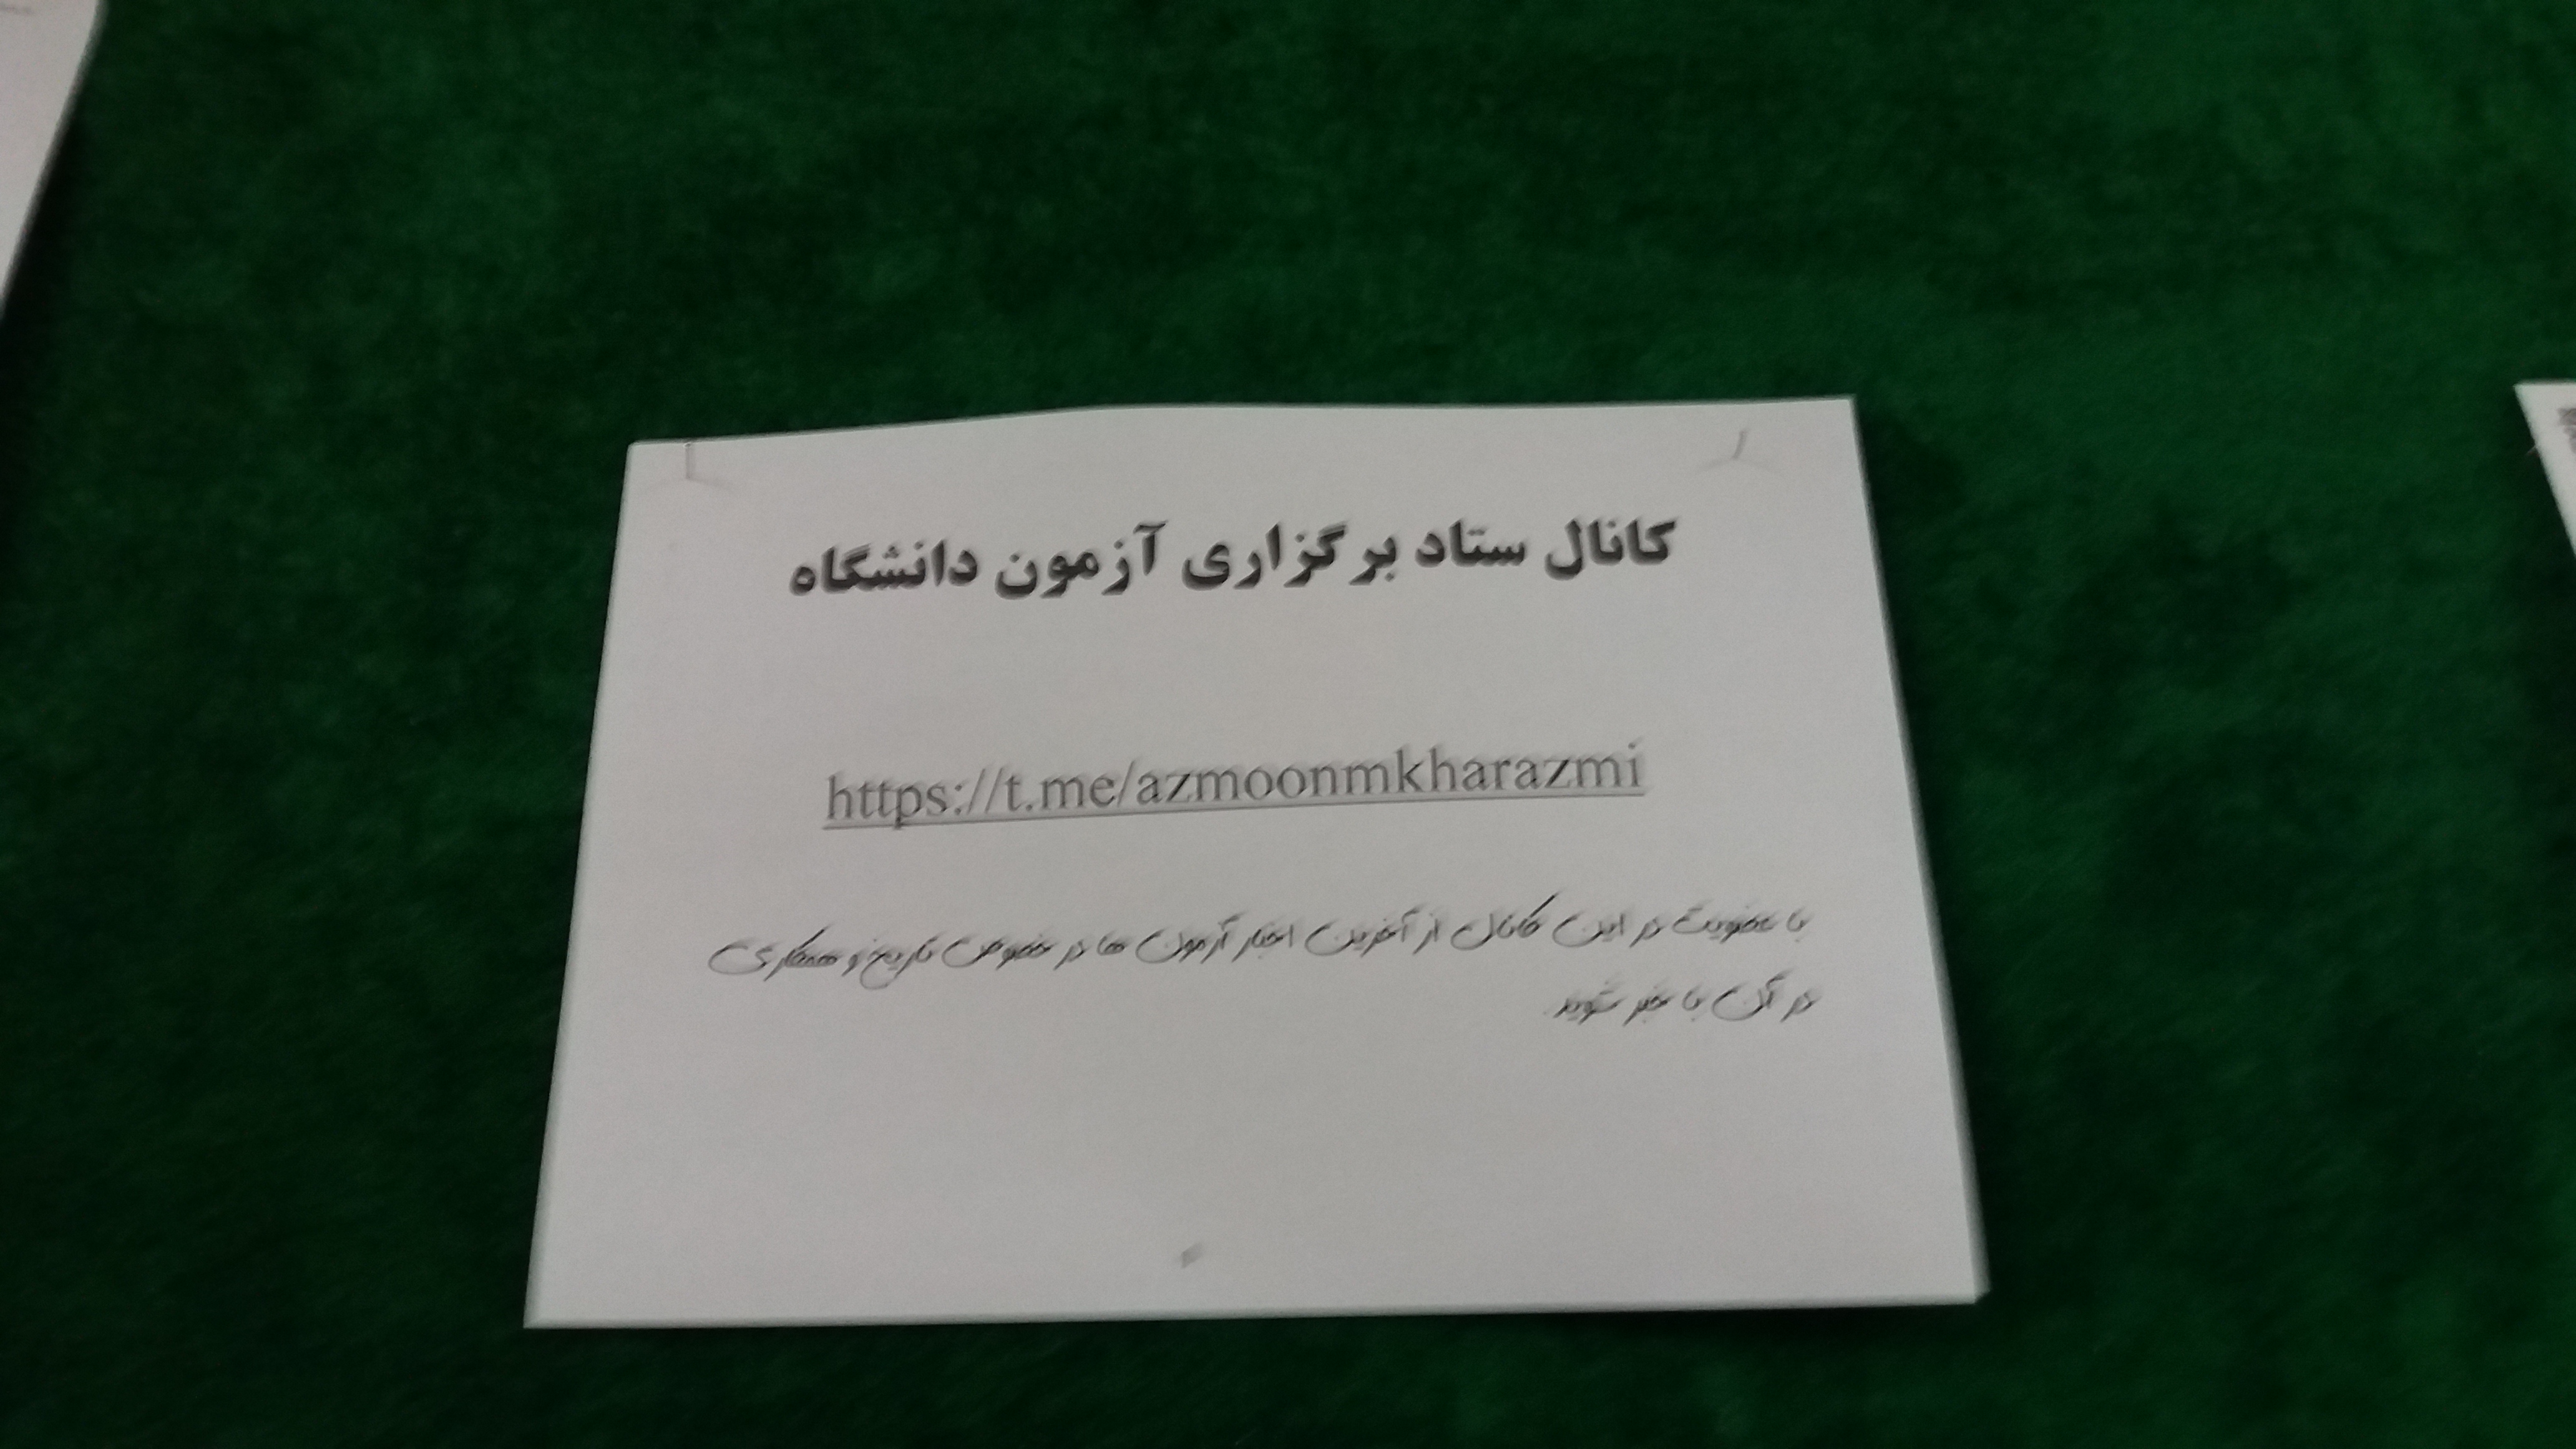 کانال ستاد برگزاری آزمون دانشگاه
https://t.me/azmoonmkharazmi
با عضویت در این کانال از آخرین اخبار آزمون ها در خصوص تاریخ و همکاری
در آن با خبر شوید